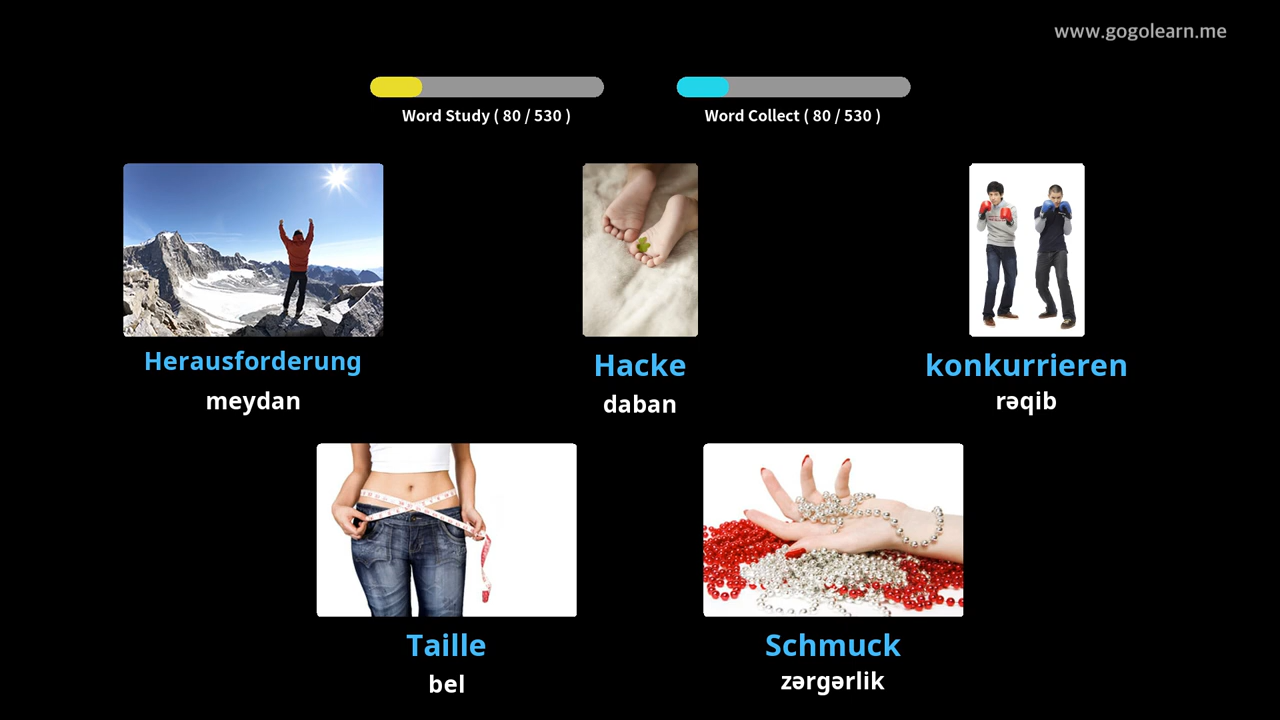 www.gogolearn.me
Word Study ( 80 / 530 )
Word Collect ( 80 / 530 )
Herausforderung
meydan
Hacke
daban
konkurrieren
rəqib
Taille
bel
Schmuck
zərgərlik